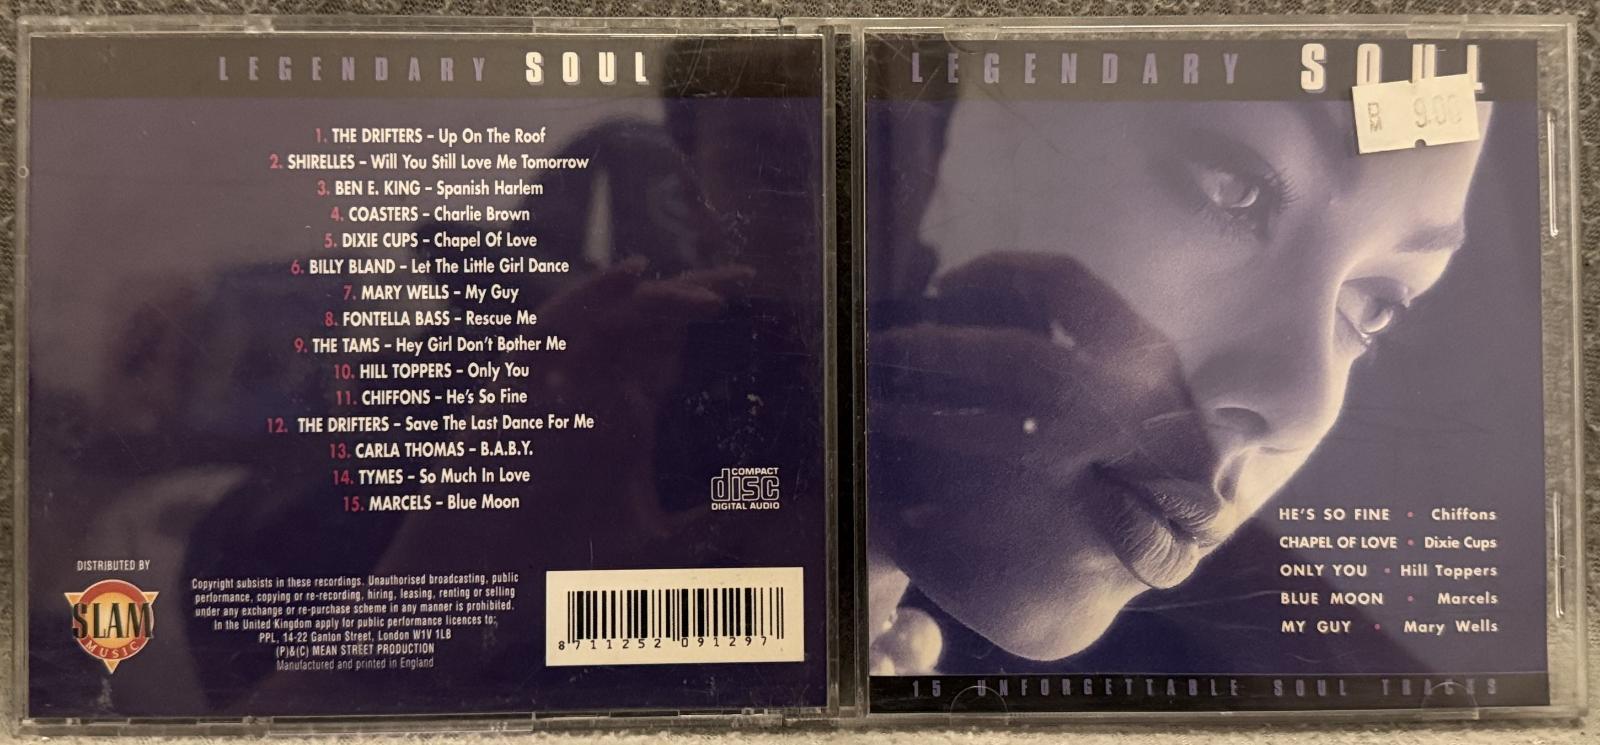 LEGENDARY SOUL
1. THE DRIFTERS – Up On The Roof
2. SHIRELLES – Will You Still Love Me Tomorrow
3. BEN E. KING – Spanish Harlem
4. COASTERS – Charlie Brown
5. DIXIE CUPS – Chapel Of Love
6. BILLY BLAND – Let The Little Girl Dance
7. MARY WELLS – My Guy
8. FONTELLA BASS – Rescue Me
9. THE TAMS – Hey Girl Don't Bother Me
10. HILL TOPPERS – Only You
11. CHIFFONS – He's So Fine
12. THE DRIFTERS – Save The Last Dance For Me
13. CARLA THOMAS – B.A.B.Y.
14. TYMES – So Much In Love
15. MARCELS – Blue Moon
COMPACT
disc
DIGITAL AUDIO
DISTRIBUTED BY
SLAM
MUSIC
Copyright subsists in these recordings. Unauthorised broadcasting, public
performance, copying or re-recording, hiring, leasing, renting or selling
under any exchange or re-purchase scheme in any manner is prohibited.
In the United Kingdom apply for public performance licences to;
PPL, 14-22 Ganton Street, London W1V 1LB
(P)&(C) MEAN STREET PRODUCTION
Manufactured and printed in England
8 711252 091297
LEGENDARY SOUL
RM 9.00
HE'S SO FINE • Chiffons
CHAPEL OF LOVE • Dixie Cups
ONLY YOU • Hill Toppers
BLUE MOON • Marcels
MY GUY • Mary Wells
15 UNFORGETTABLE SOUL TRACKS